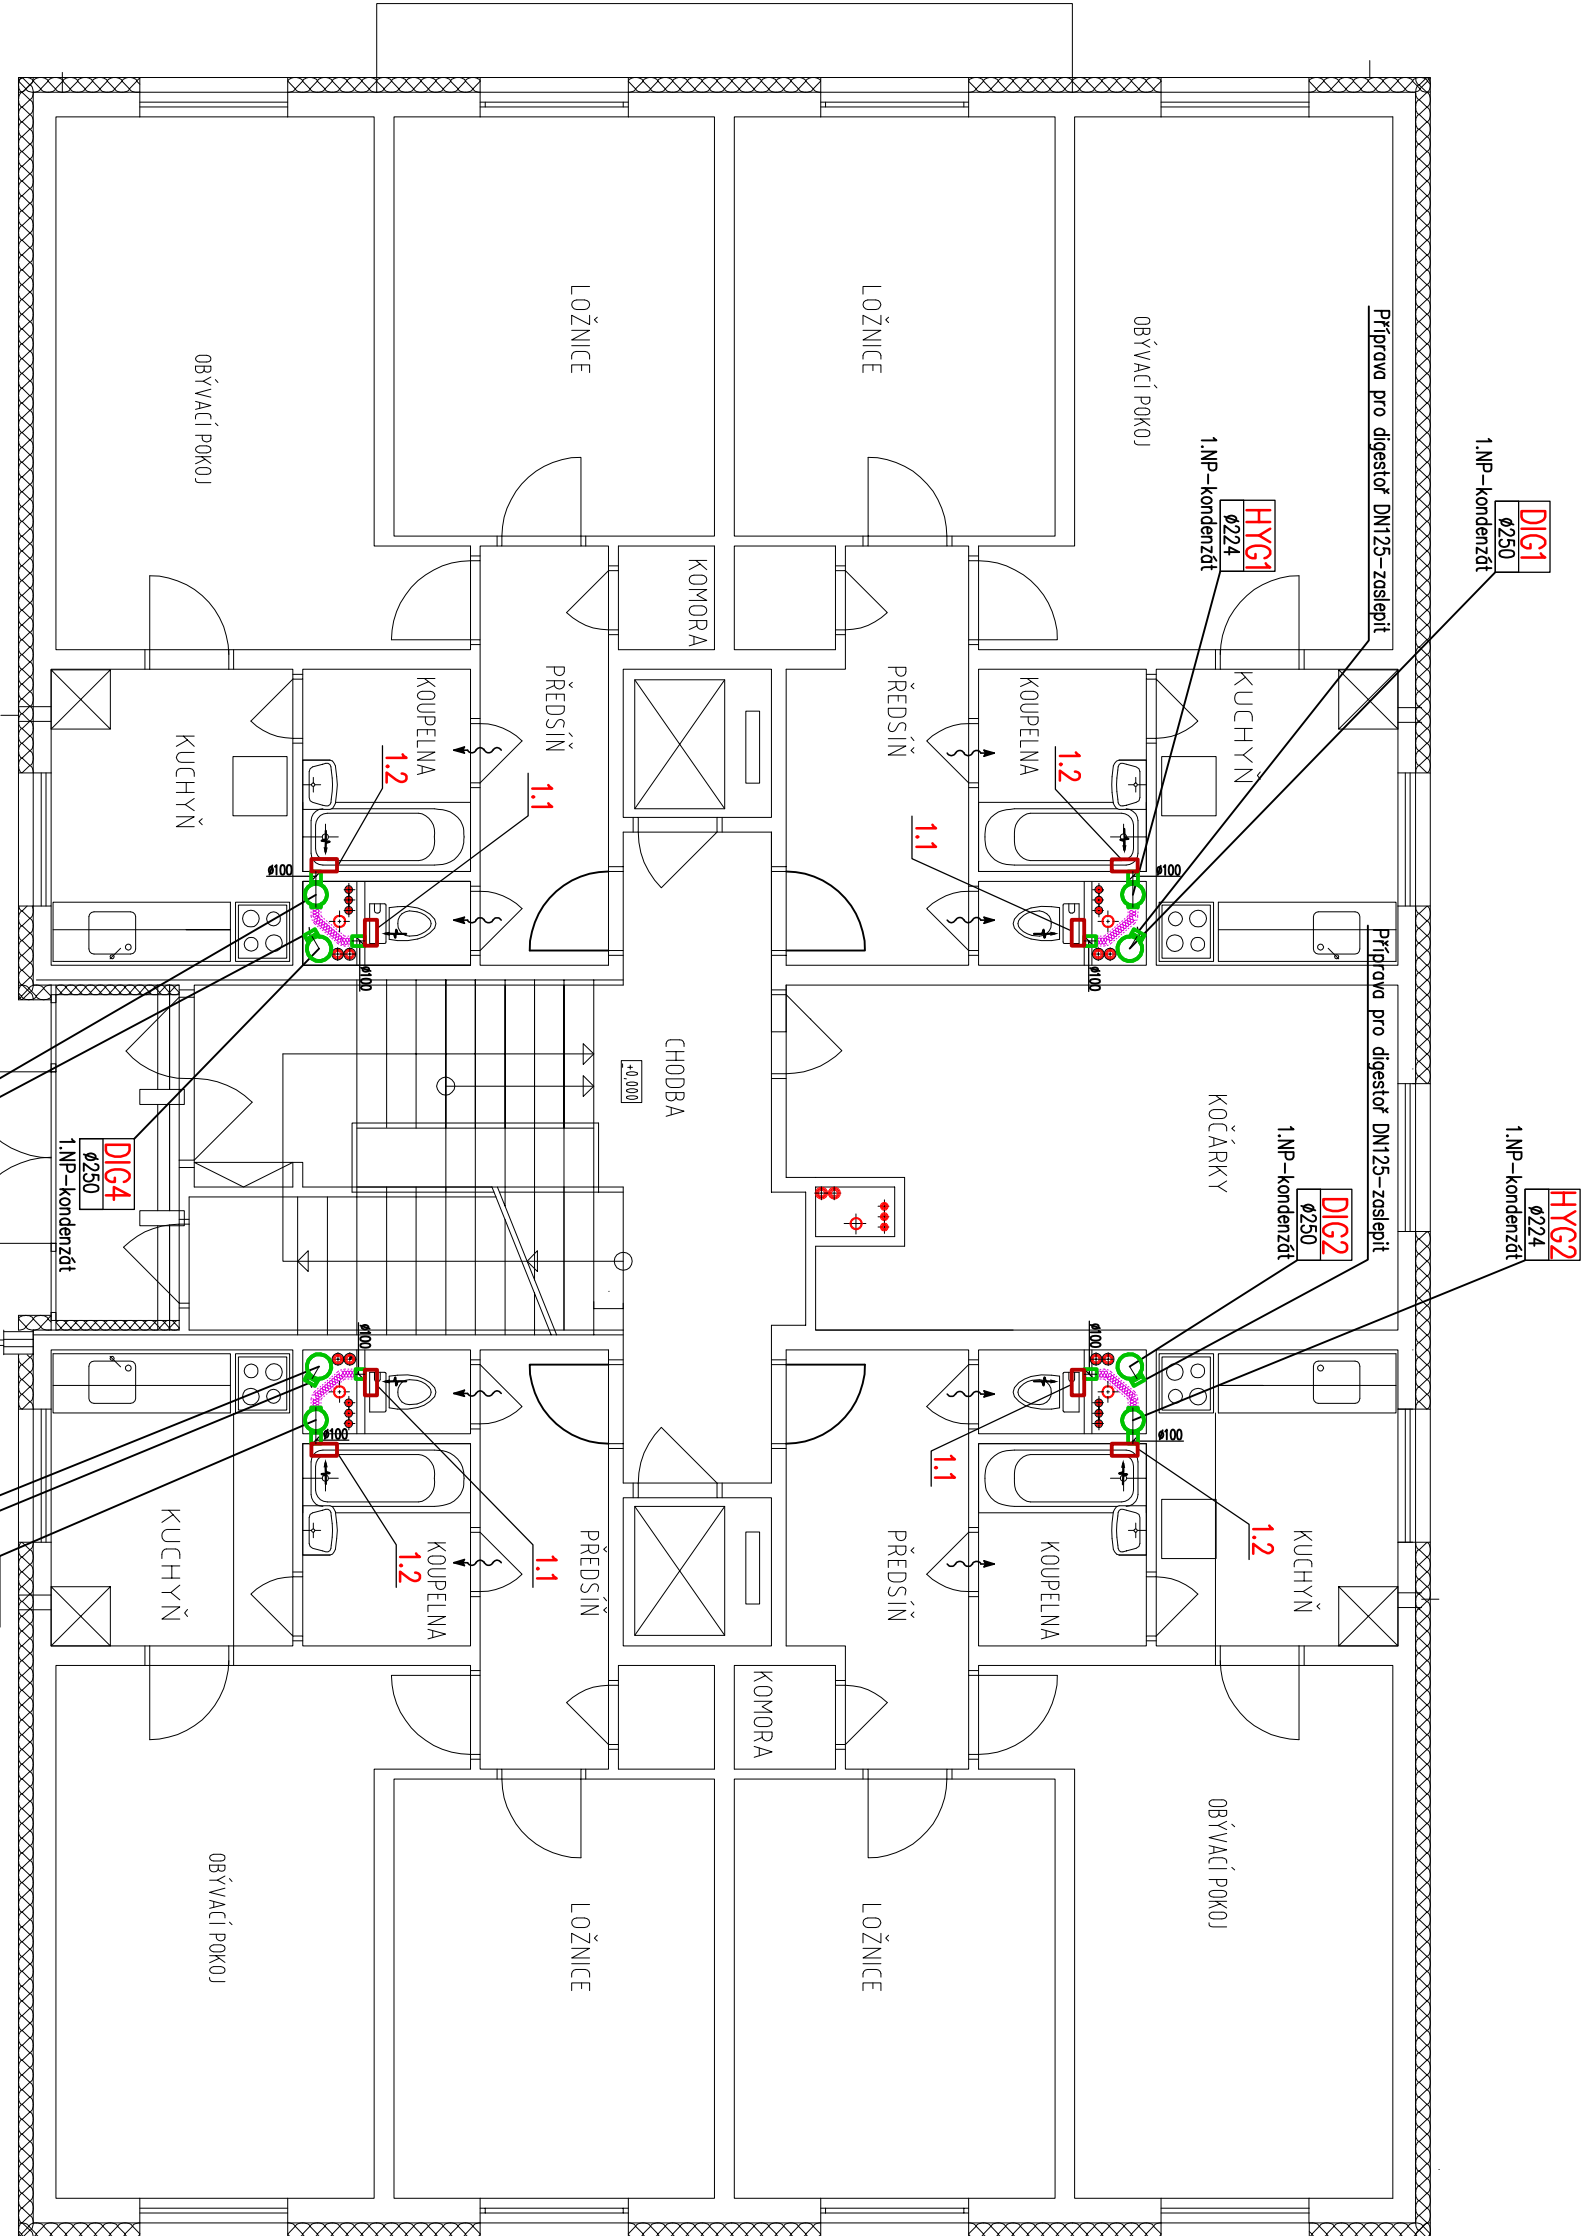 HYG2
ø224
1.NP-kondenzát
DIG1
ø250
1.NP-kondenzát
Příprava pro digestoř DN125-zaslepit
Příprava pro digestoř DN125-zaslepit
DIG2
ø250
1.NP-kondenzát
HYG1
ø224
1.NP-kondenzát
OBÝVACÍ POKOJ
KUCHYŇ
KOČÁRKY
KUCHYŇ
OBÝVACÍ POKOJ
1.2
ø100
ø100
1.2
KOUPELNA
1.2
ø100
ø100
KOUPELNA
1.1
1.1
LOŽNICE
PŘEDSÍŇ
PŘEDSÍŇ
LOŽNICE
KOMORA
KOMORA
CHODBA
±0,000
LOŽNICE
PŘEDSÍŇ
PŘEDSÍŇ
LOŽNICE
1.1
1.1
KOUPELNA
1.2
ø100
ø100
1.2
KOUPELNA
ø100
ø100
OBÝVACÍ POKOJ
KUCHYŇ
KUCHYŇ
OBÝVACÍ POKOJ
DIG4
ø250
1.NP-kondenzát